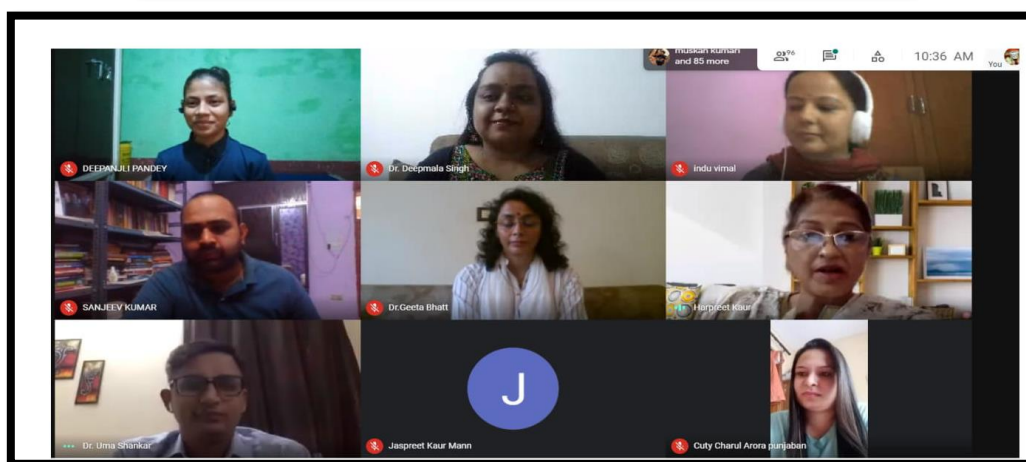 muskan kumari
and 85 more
96
10:36 AM
You
DEEPANJLI PANDEY
Dr. Deepmala Singh
indu vimal
SANJEEV KUMAR
Dr.Geeta Bhatt
Harpreet Kaur
Dr. Uma Shankar
J
Jaspreet Kaur Mann
Cuty Charul Arora punjaban